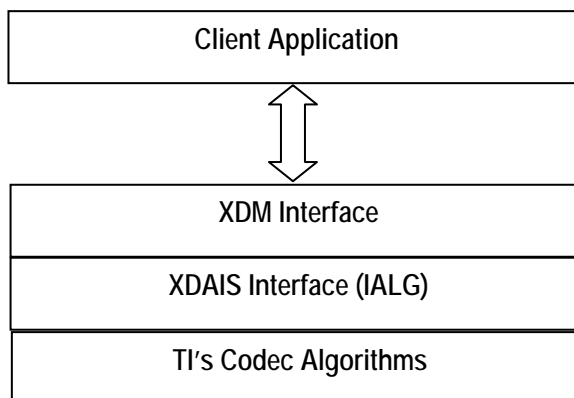 Client Application
XDM Interface
XDAIS Interface (IALG)
TI's Codec Algorithms